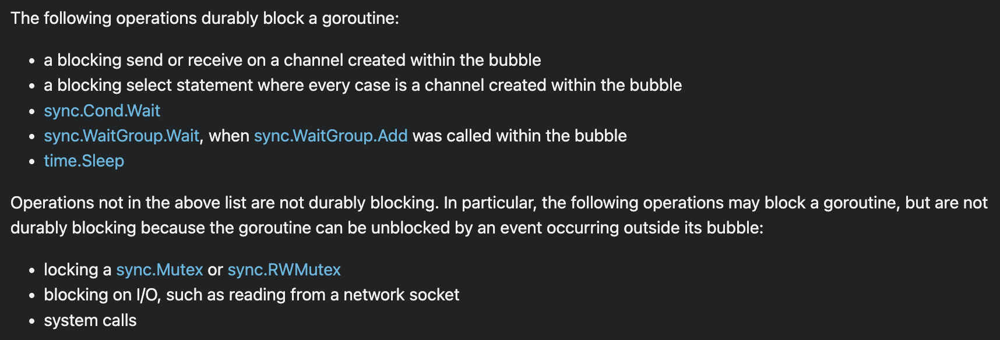 The following operations durably block a goroutine:
• a blocking send or receive on a channel created within the bubble
• a blocking select statement where every case is a channel created within the bubble
• sync.Cond.Wait
• sync.WaitGroup.Wait, when sync.WaitGroup.Add was called within the bubble
• time.Sleep
Operations not in the above list are not durably blocking. In particular, the following operations may block a goroutine, but are not
durably blocking because the goroutine can be unblocked by an event occurring outside its bubble:
• locking a sync.Mutex or sync.RWMutex
• blocking on I/O, such as reading from a network socket
• system calls